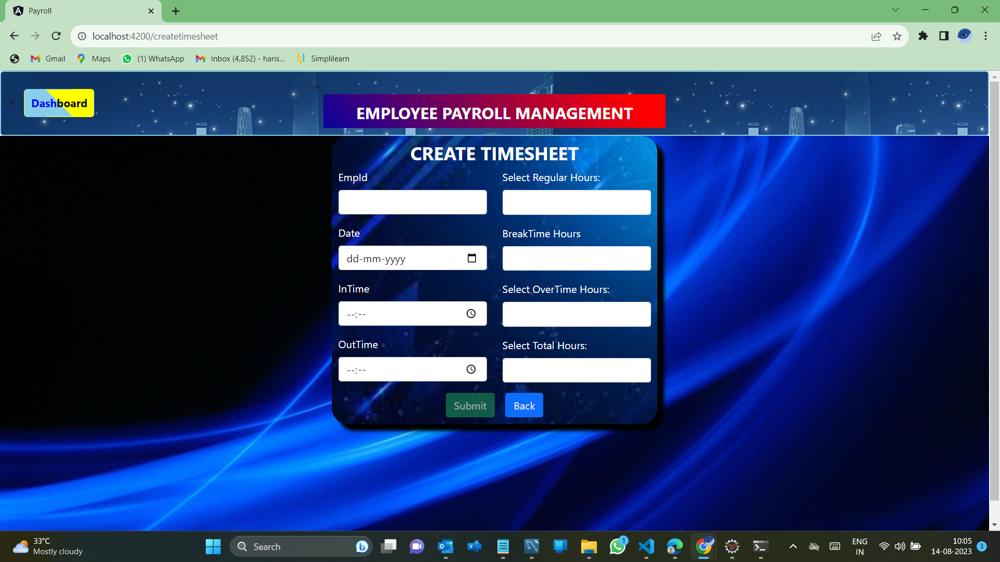 Payroll
localhost:4200/createtimesheet
Gmail
Maps
(1) WhatsApp
Inbox (4,852) - haris...
Simplilearn
Dashboard
EMPLOYEE PAYROLL MANAGEMENT
CREATE TIMESHEET
EmpId
Select Regular Hours:
Date
BreakTime Hours
dd-mm-yyyy
InTime
Select OverTime Hours:
--:--
OutTime
Select Total Hours:
--:--
Submit
Back
33°C
Mostly cloudy
Search
1
ENG
IN
10:05
14-08-2023
3